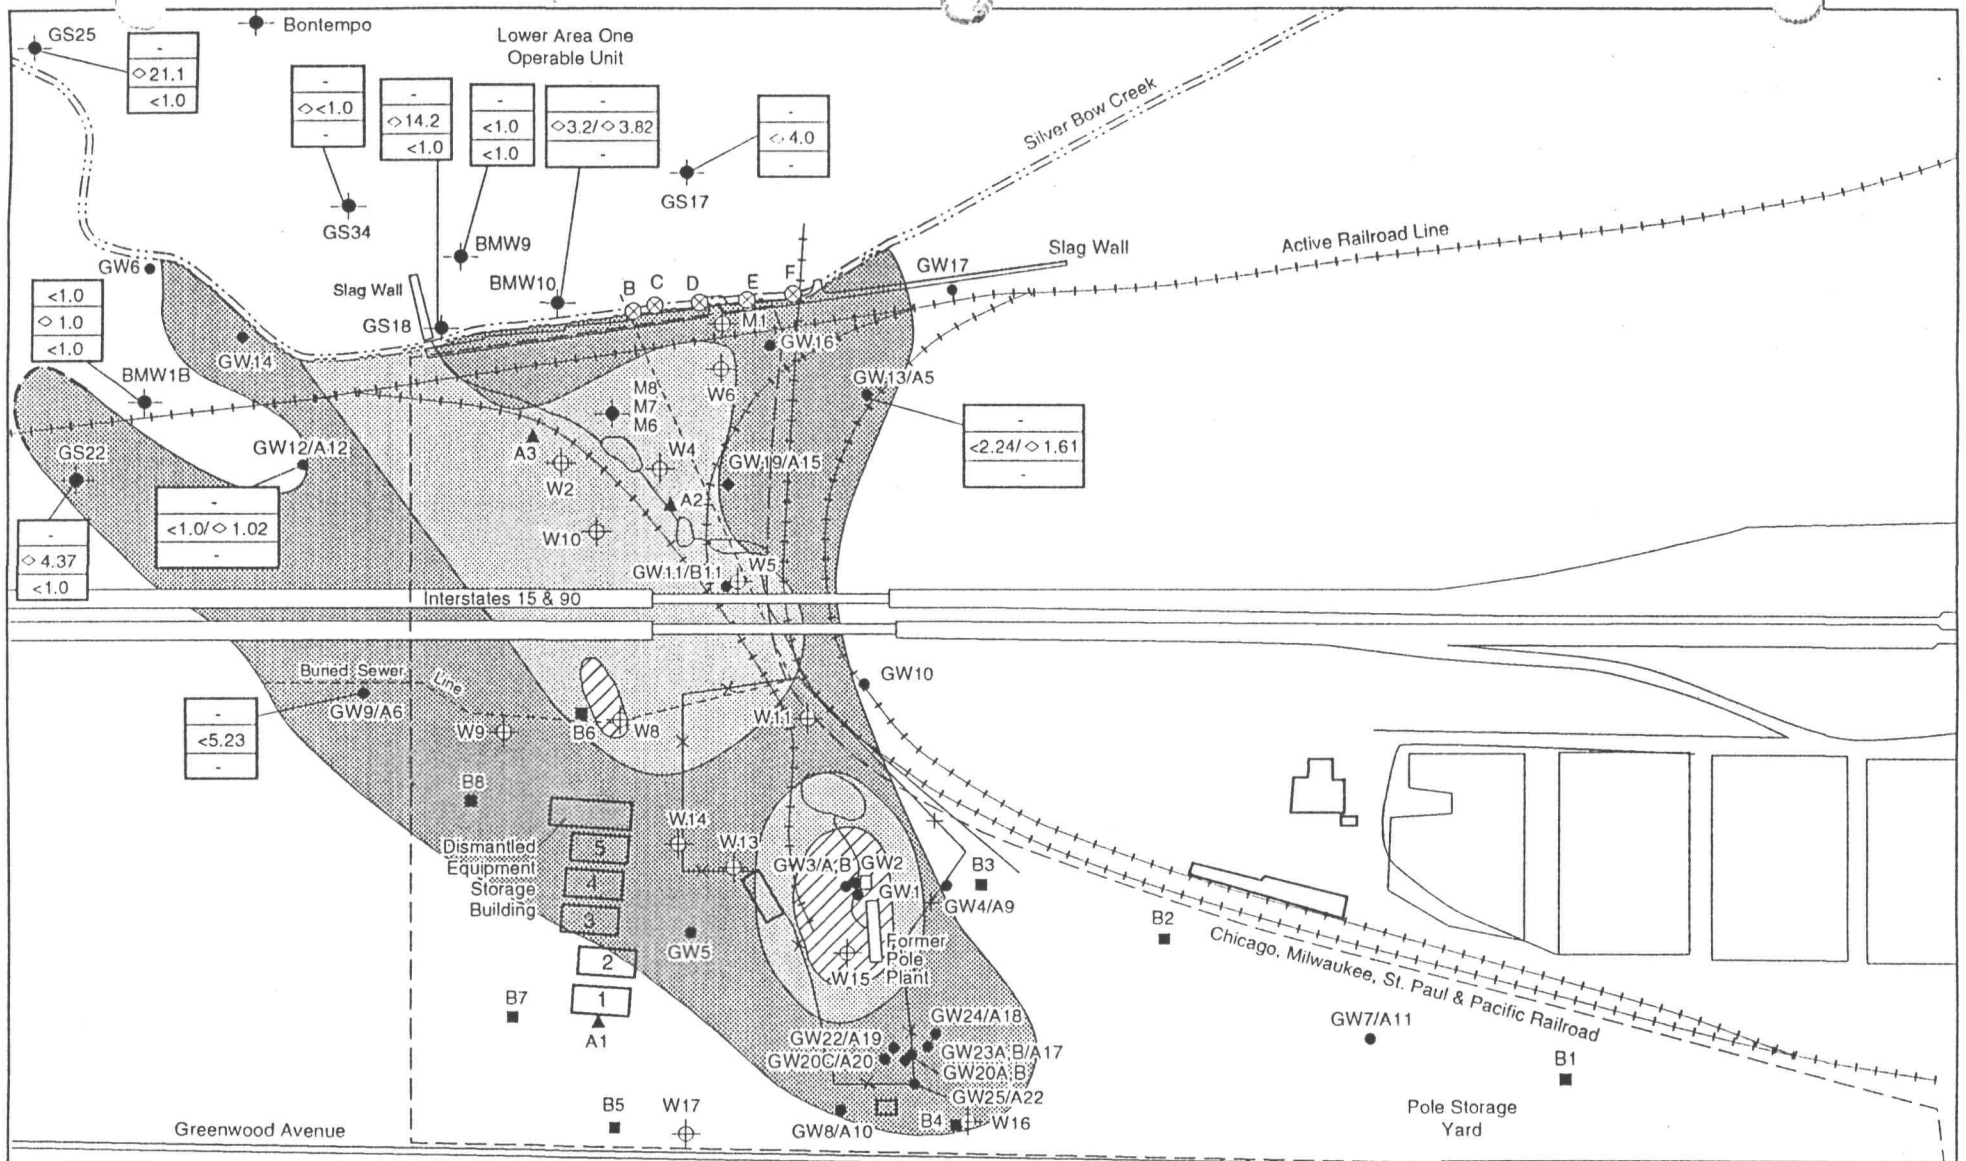 GS25
Bontempo
Lower Area One
Operable Unit
-
◇21.1
<1.0
-
◇<1.0
-
-
◇14.2
<1.0
-
<1.0
<1.0
-
◇3.2/◇3.82
-
-
◇4.0
-
Silver Bow Creek
GS17
GS34
BMW9
GW6
Slag Wall
BMW10
B
C
D
E
F
GW17
Slag Wall
Active Railroad Line
<1.0
◇1.0
<1.0
GS18
M1
GW14
GW16
BMW1B
M8
M7
M6
W6
GW13/A5
-
<2.24/◇1.61
-
GS22
GW12/A12
A3
W2
W4
GW19/A15
A2
-
<1.0/◇1.02
-
W10
-
◇4.37
<1.0
GW11/B11
W5
Interstates 15 & 90
Buried Sewer
Line
GW10
-
<5.23
-
GW9/A6
W9
B6
W8
W11
B8
W14
W13
Dismantled
Equipment
Storage
Building
5
4
3
2
1
GW3/A,B
GW2
GW1
B3
GW4/A9
B2
GW5
Former
Pole
Plant
W15
Chicago, Milwaukee, St. Paul & Pacific Railroad
B7
A1
GW24/A18
GW22/A19
GW23A,B/A17
GW20C/A20
GW20A,B
GW25/A22
GW7/A11
B1
B5
W17
GW8/A10
B4
W16
Pole Storage
Yard
Greenwood Avenue